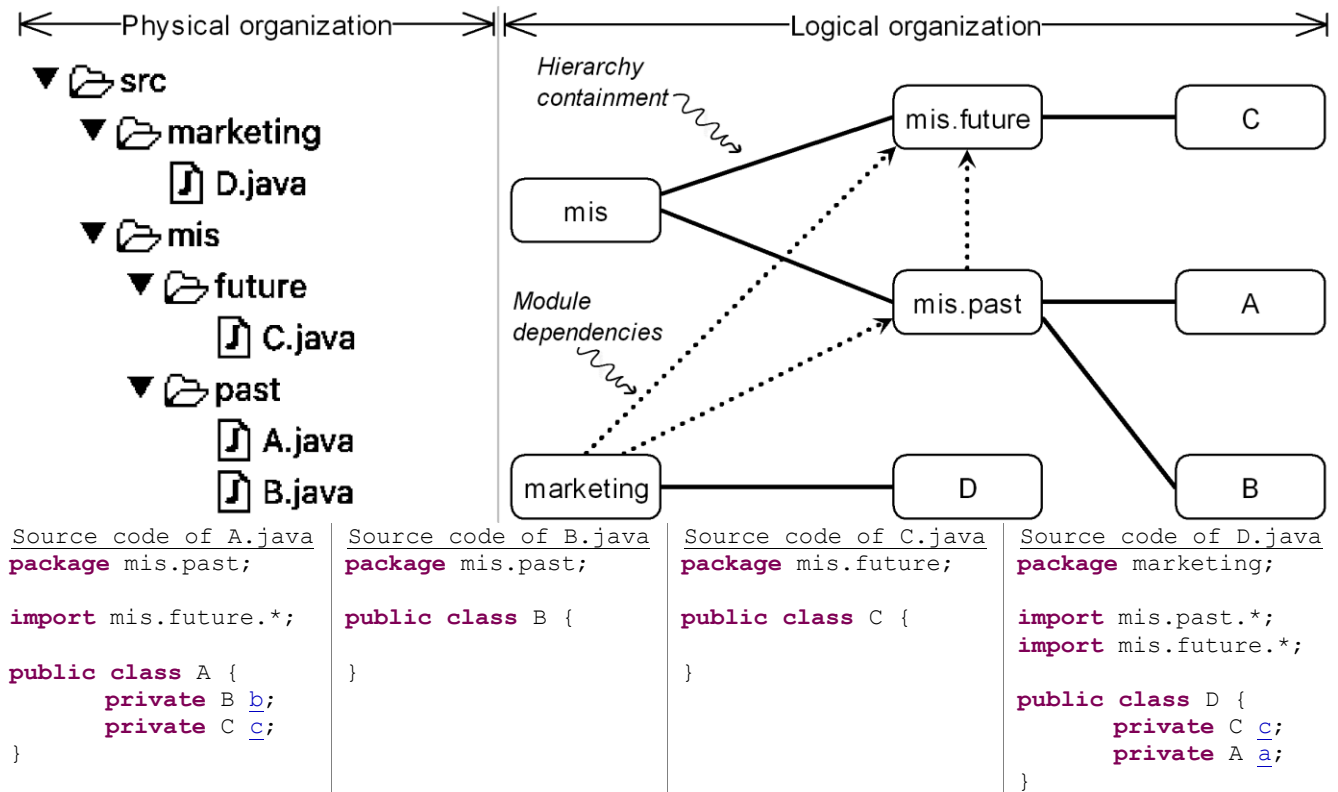 Physical organization
Logical organization
src
marketing
D.java
mis
future
C.java
past
A.java
B.java
Hierarchy
containment
mis.future
C
mis
Module
dependencies
mis.past
A
marketing
D
B
Source code of A.java
package mis.past;
import mis.future.*;
public class A {
private B b;
private C c;
}
Source code of B.java
package mis.past;
public class B {
}
Source code of C.java
package mis.future;
public class C {
}
Source code of D.java
package marketing;
import mis.past.*;
import mis.future.*;
public class D {
private C c;
private A a;
}